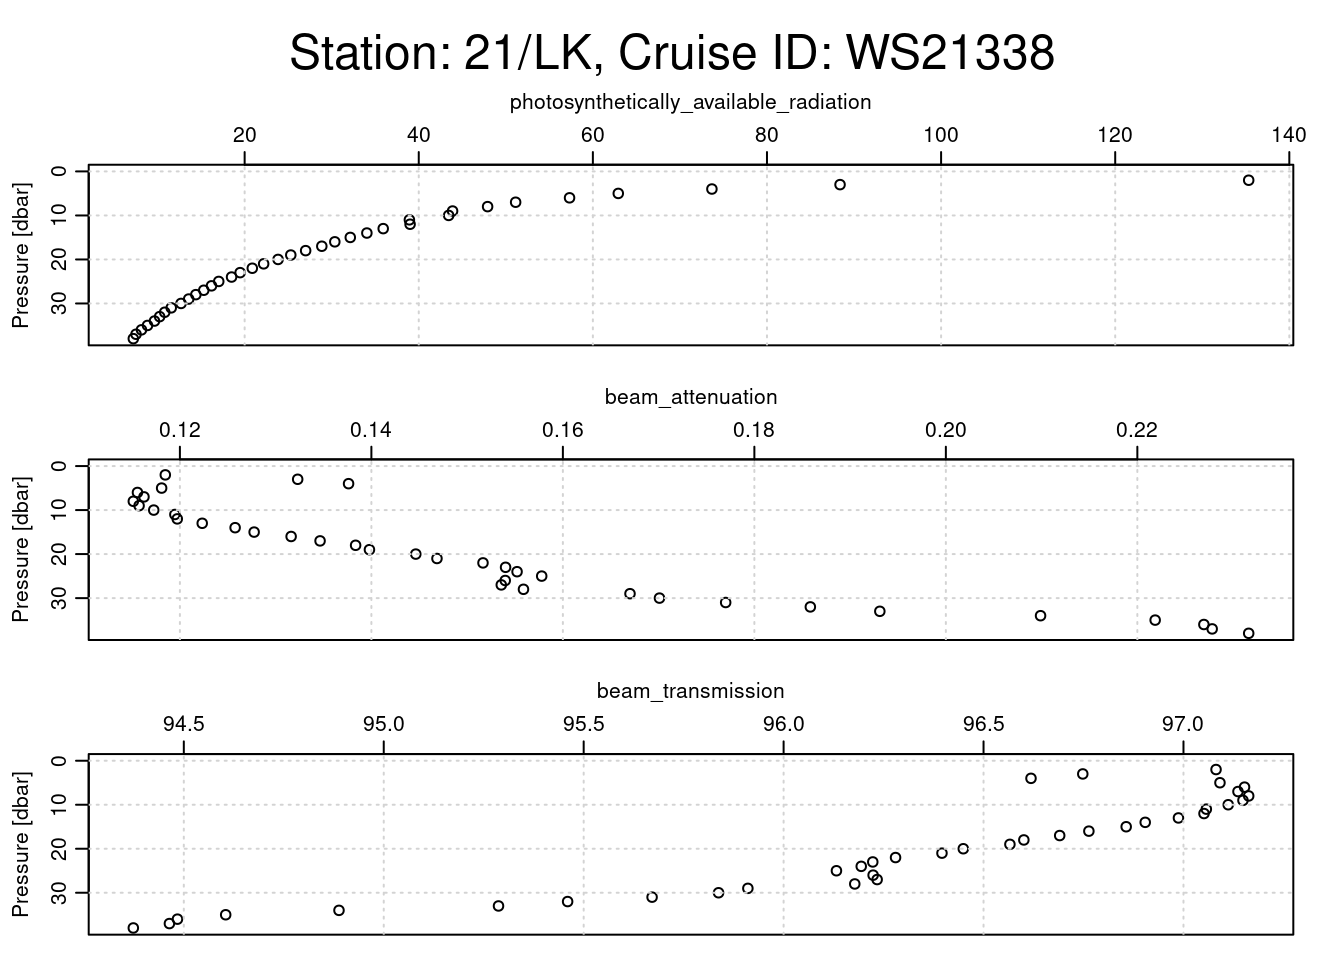 Station: 21/LK, Cruise ID: WS21338
photosynthetically_available_radiation
20 40 60 80 100 120 140
Pressure [dbar]
0
10
20
30
beam_attenuation
0.12 0.14 0.16 0.18 0.20 0.22
Pressure [dbar]
0
10
20
30
beam_transmission
94.5 95.0 95.5 96.0 96.5 97.0
Pressure [dbar]
0
10
20
30